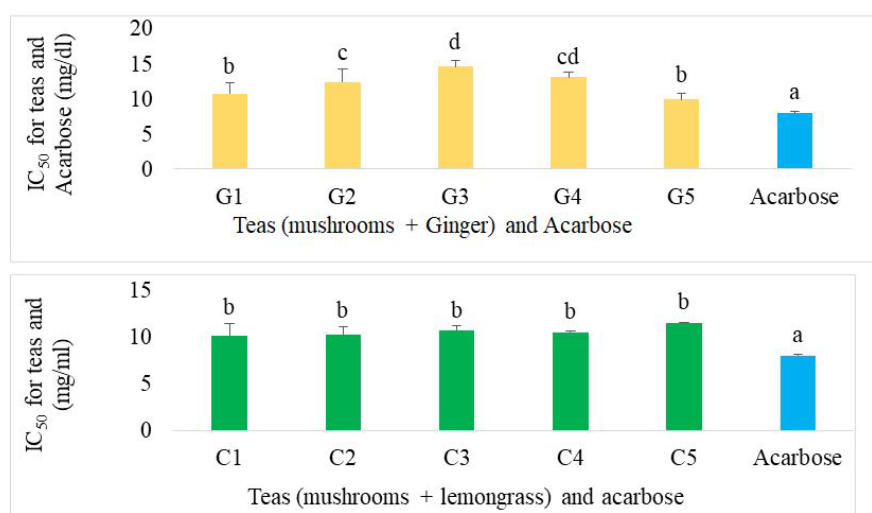 IC50 for teas and
Acarbose (mg/dl)
20
15
10
5
0
b
c
d
cd
b
a
G1 G2 G3 G4 G5 Acarbose
Teas (mushrooms + Ginger) and Acarbose
IC50 for teas and
(mg/ml)
15
10
5
0
b b b b b a
C1 C2 C3 C4 C5 Acarbose
Teas (mushrooms + lemongrass) and acarbose